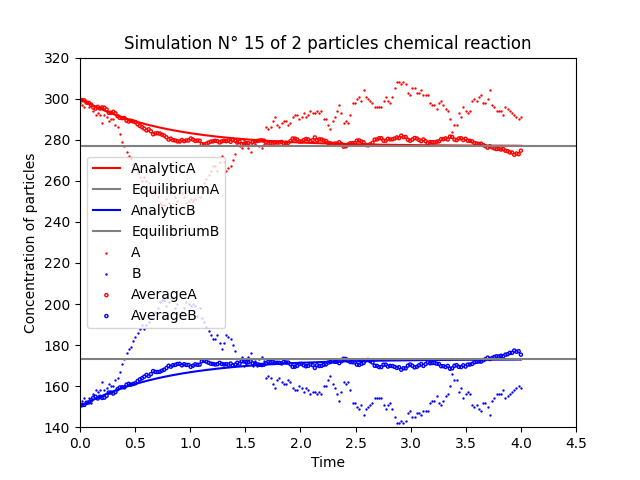 Simulation N° 15 of 2 particles chemical reaction
Concentration of particles
320
300
280
260
240
220
200
180
160
140
AnalyticA
EquilibriumA
AnalyticB
EquilibriumB
A
B
AverageA
AverageB
0.0 0.5 1.0 1.5 2.0 2.5 3.0 3.5 4.0 4.5
Time